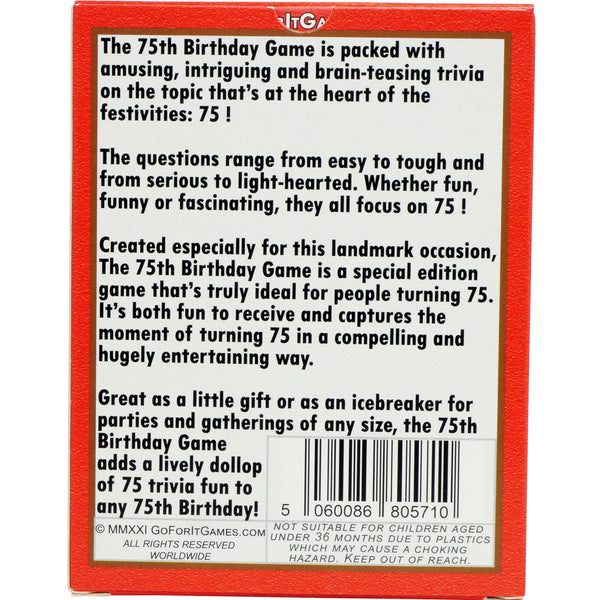 The 75th Birthday Game is packed with
amusing, intriguing and brain-teasing trivia
on the topic that's at the heart of the
festivities: 75 !
The questions range from easy to tough and
from serious to light-hearted. Whether fun,
funny or fascinating, they all focus on 75 !
Created especially for this landmark occasion,
The 75th Birthday Game is a special edition
game that's truly ideal for people turning 75.
It's both fun to receive and captures the
moment of turning 75 in a compelling and
hugely entertaining way.
Great as a little gift or as an icebreaker for
parties and gatherings of any size, the 75th
Birthday Game
adds a lively dollop
of 75 trivia fun to
any 75th Birthday!
© MMXXI GOFORITGAMES.COM
ALL RIGHTS RESERVED
WORLDWIDE
5 060086 805710
NOT SUITABLE FOR CHILDREN AGED
UNDER 36 MONTHS DUE TO PLASTICS
WHICH MAY CAUSE A CHOKING
HAZARD. KEEP OUT OF REACH.